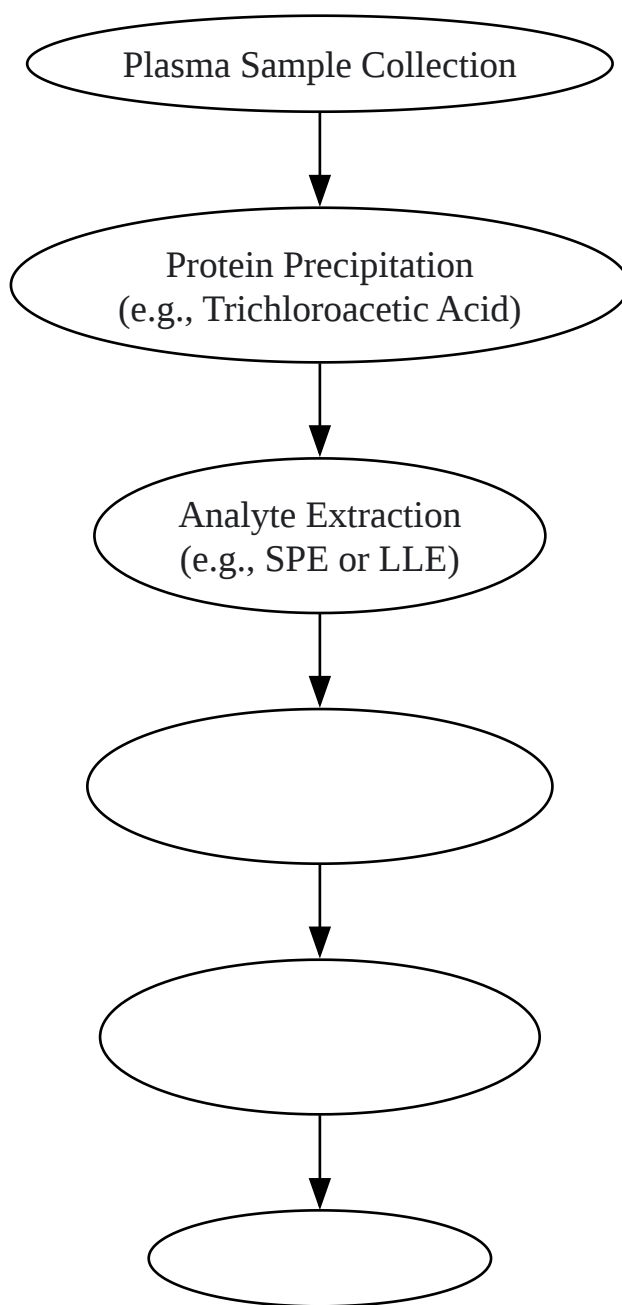 Plasma Sample Collection
Protein Precipitation
(e.g., Trichloroacetic Acid)
Analyte Extraction
(e.g., SPE or LLE)